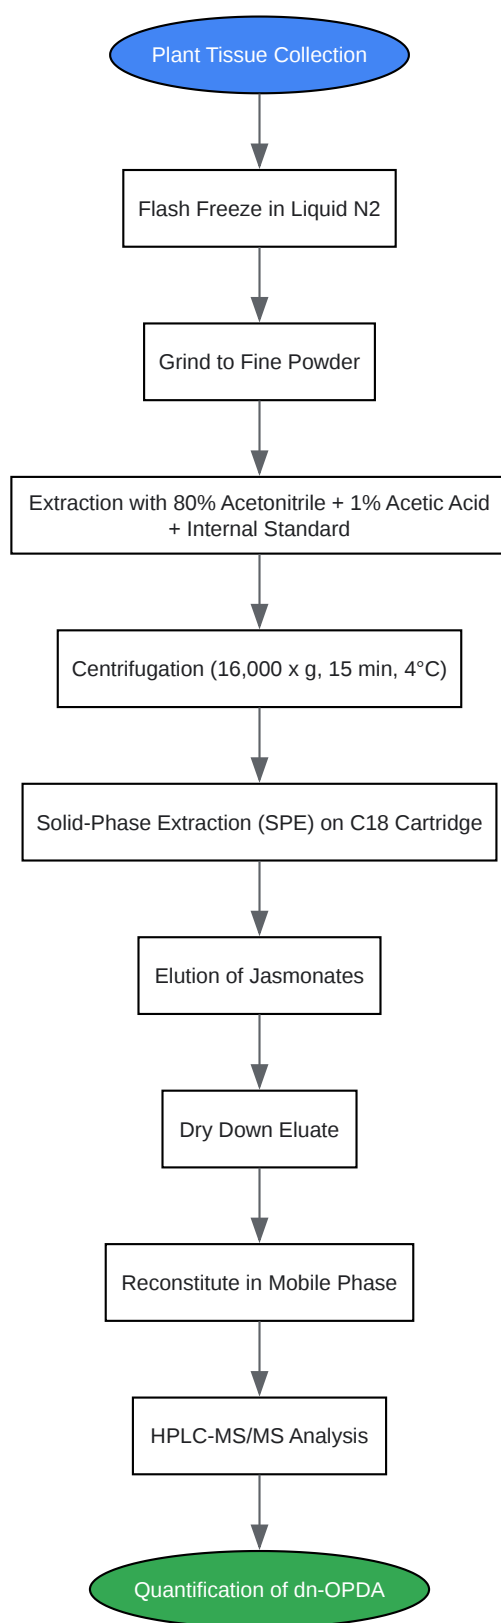 Plant Tissue Collection
Flash Freeze in Liquid N2
Grind to Fine Powder
Extraction with 80% Acetonitrile + 1% Acetic Acid
+ Internal Standard
Centrifugation (16,000 x g, 15 min, 4°C)
Solid-Phase Extraction (SPE) on C18 Cartridge
Elution of Jasmonates
Dry Down Eluate
Reconstitute in Mobile Phase
HPLC-MS/MS Analysis
Quantification of dn-OPDA